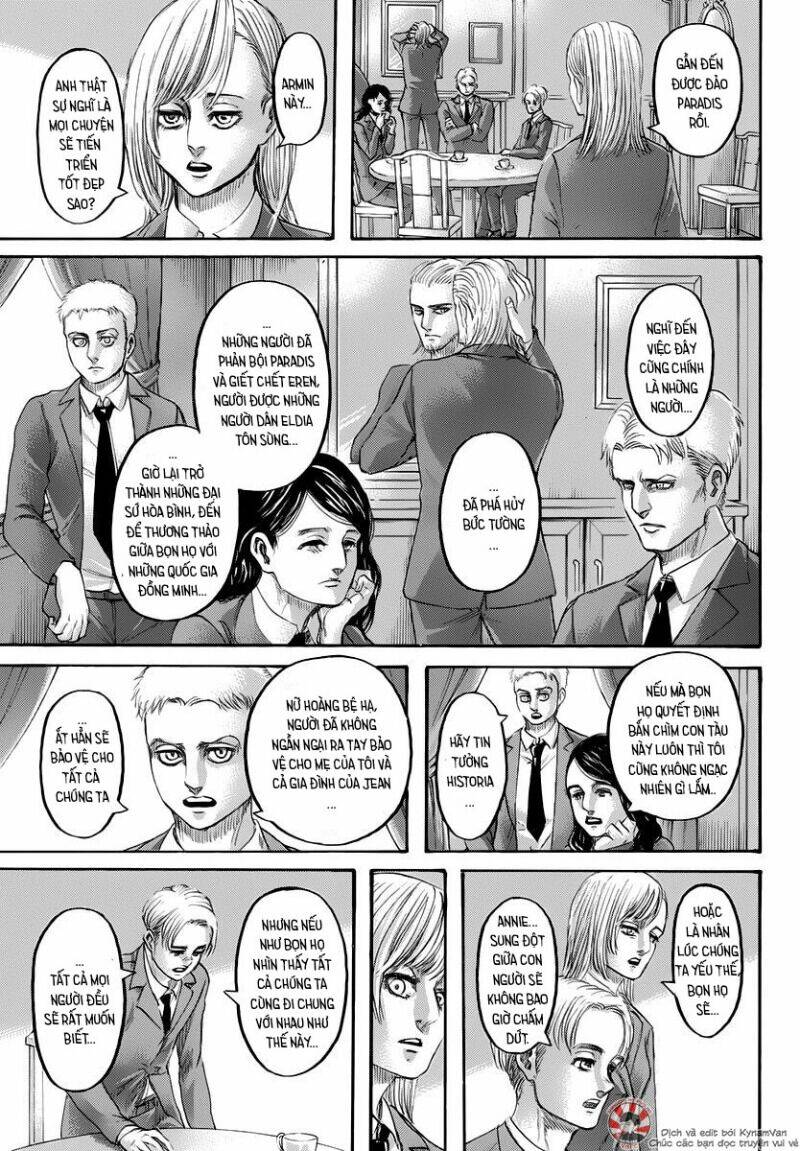 GẦN ĐẾN
ĐƯỢC ĐẢO
PARADIS
RỒI.
ARMIN
NÀY...
ANH THẬT
SỰ NGHĨ LÀ
MỌI CHUYỆN
SẼ TIẾN
TRIỂN
TỐT ĐẸP
SAO?
NGHĨ ĐẾN
VIỆC ĐÂY
CŨNG CHÍNH
LÀ NHỮNG
NGƯỜI...
ĐÃ PHÁ HỦY
BỨC TƯỜNG
...
...
NHỮNG NGƯỜI ĐÃ
PHẢN BỘI PARADIS
VÀ GIẾT CHẾT EREN,
NGƯỜI ĐƯỢC NHỮNG
NGƯỜI DÂN ELDIA
TÔN SÙNG...
...
GIỜ LẠI TRỞ
THÀNH NHỮNG ĐẠI
SỨ HÒA BÌNH, ĐẾN
ĐỂ THƯƠNG THẢO
GIỮA BỌN HỌ VỚI
NHỮNG QUỐC GIA
ĐỒNG MINH...
NẾU MÀ BỌN
HỌ QUYẾT ĐỊNH
BẮN CHÌM CON TÀU
NÀY LUÔN THÌ TÔI
CŨNG KHÔNG NGẠC
NHIÊN GÌ LẮM..
HÃY TIN
TƯỞNG
HISTORIA
...
NỮ HOÀNG BỆ HẠ,
NGƯỜI ĐÃ KHÔNG
NGẦN NGẠI RA TAY BẢO
VỆ CHO MẸ CỦA TÔI VÀ
CẢ GIA ĐÌNH CỦA JEAN
...
...
ẮT HẲN SẼ
BẢO VỆ CHO
TẤT CẢ
CHÚNG TA
HOẶC
LÀ NHÂN
LÚC CHÚNG
TA YẾU THẾ,
BỌN HỌ
SẼ...
ANNIE...
SUNG ĐỘT
GIỮA CON
NGƯỜI SẼ
KHÔNG BAO
GIỜ CHẤM
DỨT.
NHƯNG NẾU
NHƯ BỌN HỌ
NHÌN THẤY TẤT
CẢ CHÚNG TA
CÙNG ĐI CHUNG
VỚI NHAU NHƯ
THẾ NÀY...
TẤT CẢ MỌI
NGƯỜI ĐỀU
SẼ RẤT MUỐN
BIẾT...
Dịch và edit bởi KynamVan
Chúc các bạn đọc truyện vui vẻ